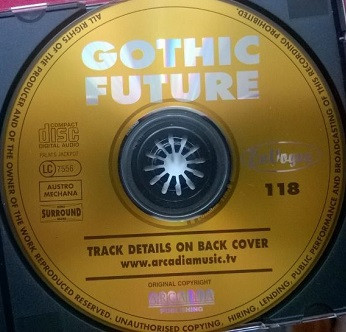 ALL RIGHTS OF THE PRODUCER AND OF THE OWNER OF THE WORK REPRODUCED RESERVED. UNAUTHORISED COPYING, HIRING, LENDING, PUBLIC PERFORMANCE AND BROADCASTING OF THIS RECORDING PROHIBITED.
GOTHIC
FUTURE
COMPACT
disc
DIGITAL AUDIO
LC 7556
AUSTRO
MECHANA
SURROUND
118
TRACK DETAILS ON BACK COVER
www.arcadiamusic.tv
ORIGINAL COPYRIGHT
ARCADIA
PUBLISHING